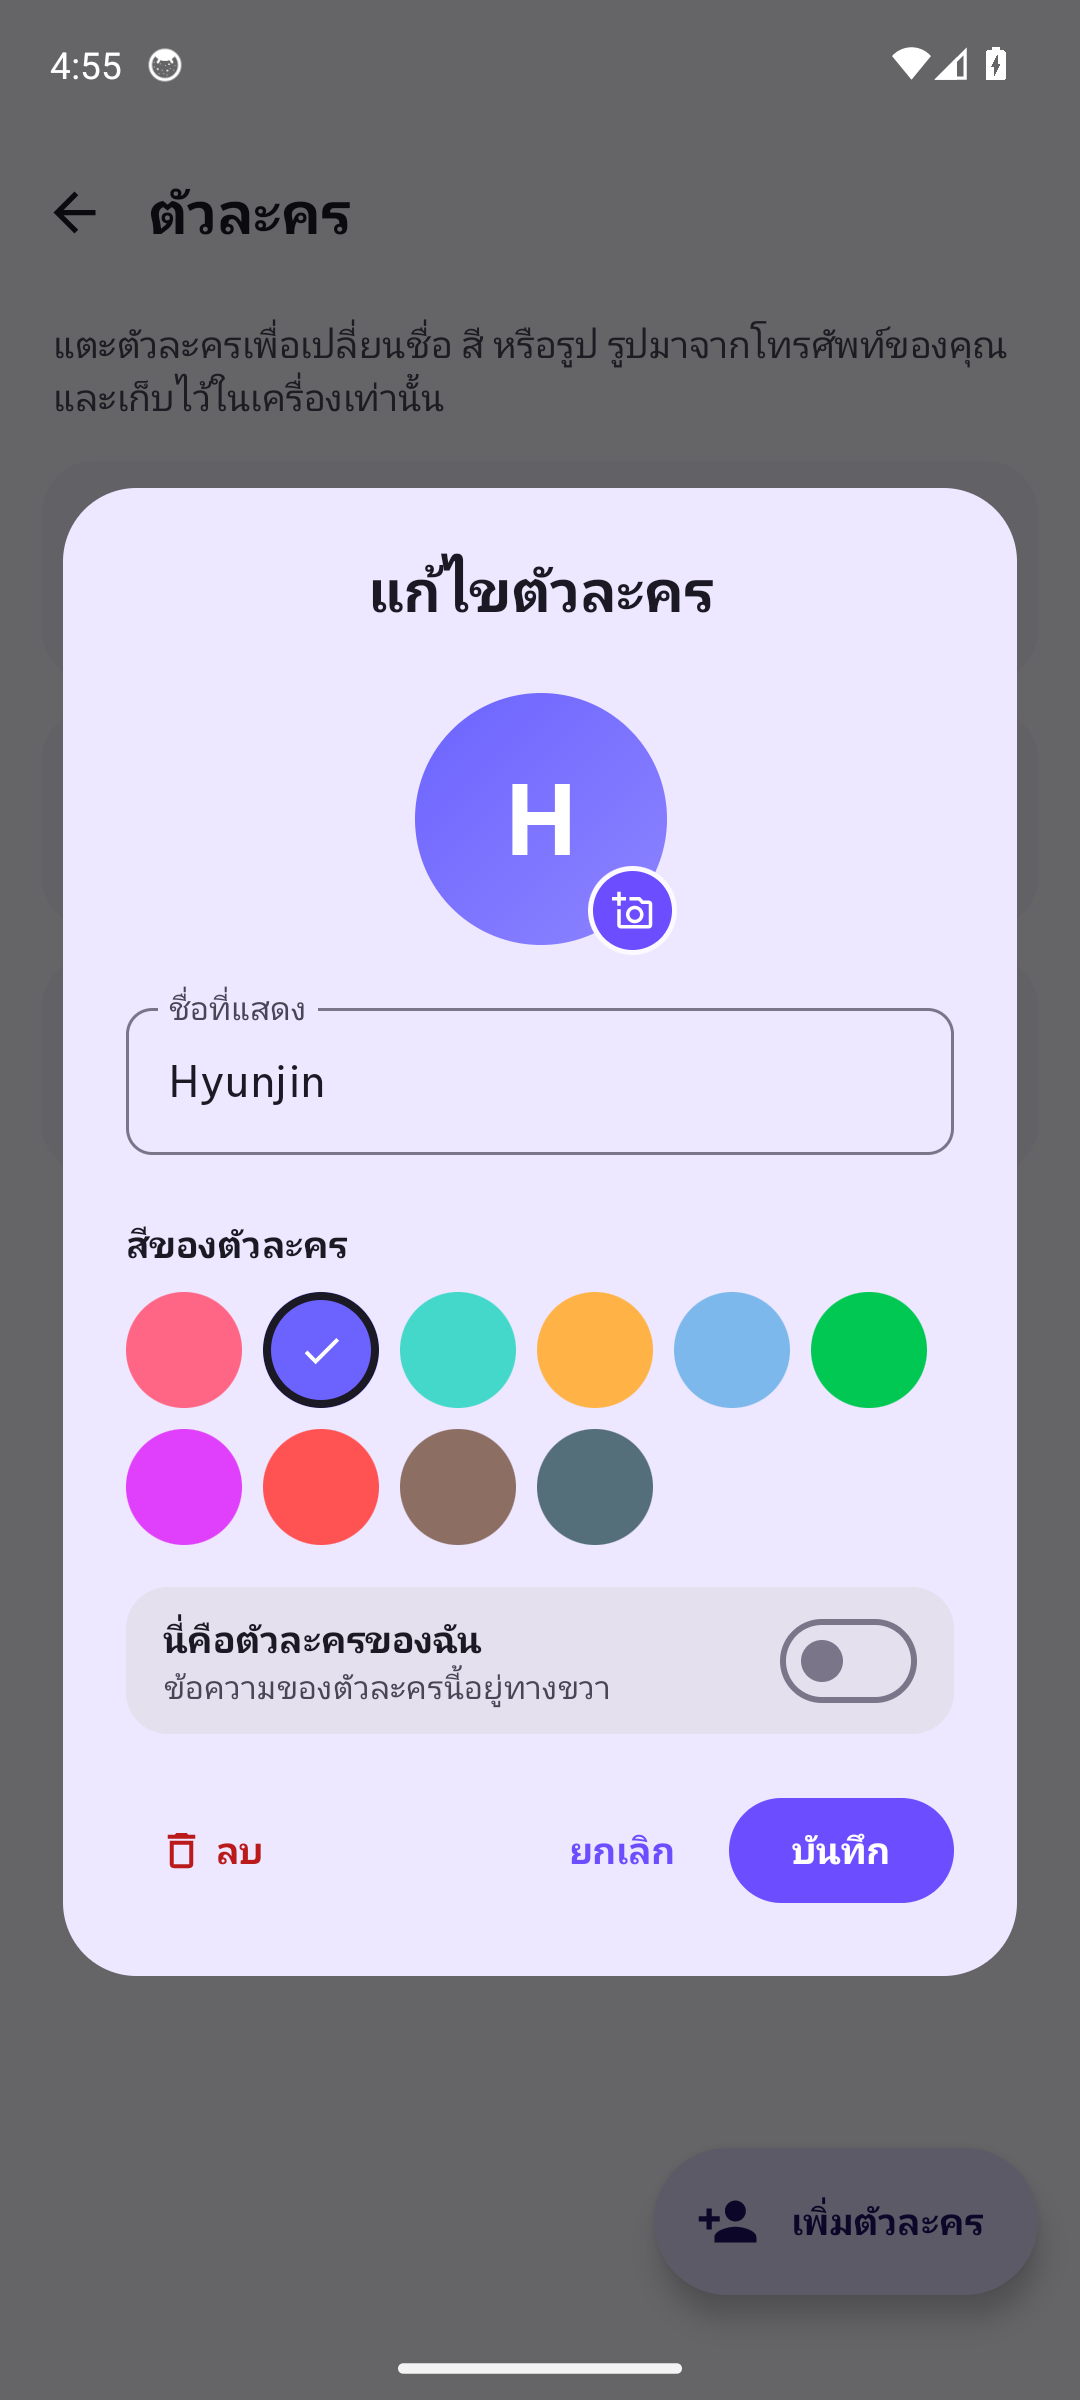 4:55
ตัวละคร
แตะตัวละครเพื่อเปลี่ยนชื่อ สี หรือรูป รูปมาจากโทรศัพท์ของคุณ
และเก็บไว้ในเครื่องเท่านั้น
แก้ไขตัวละคร
H
ชื่อที่แสดง
Hyunjin
สีของตัวละคร
นี่คือตัวละครของฉัน
ข้อความของตัวละครนี้อยู่ทางขวา
ลบ
ยกเลิก
บันทึก
เพิ่มตัวละคร